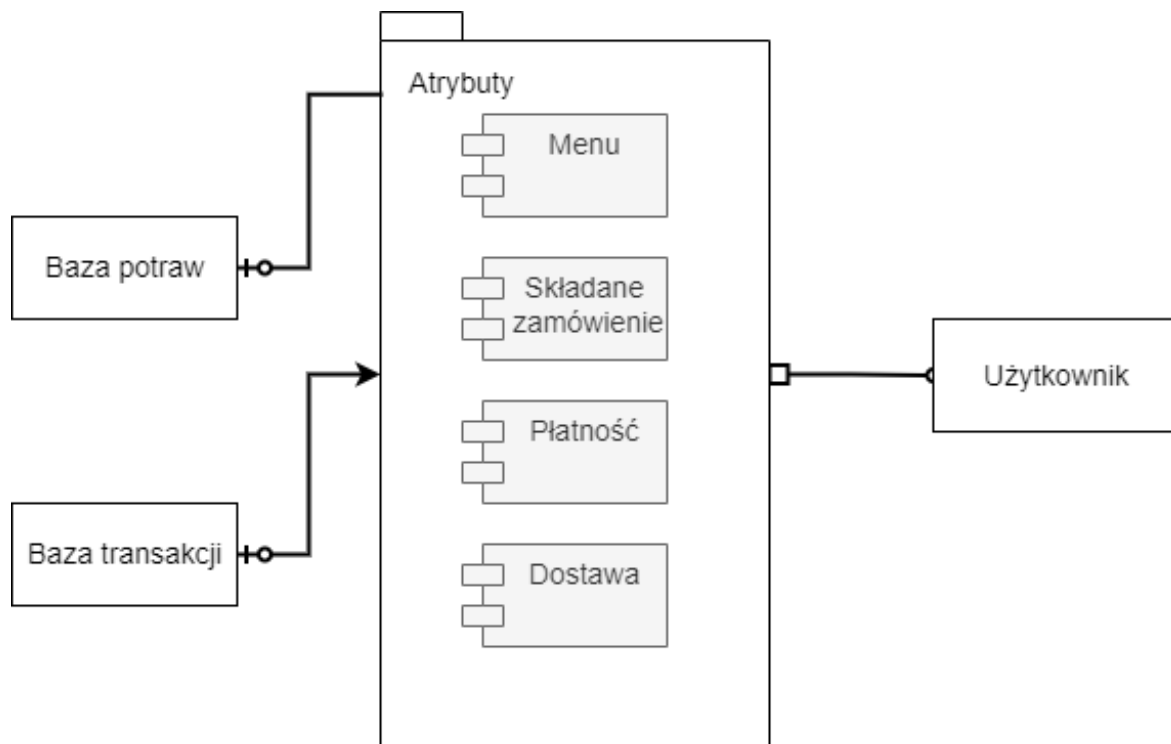 Atrybuty
Menu
Baza potraw
Składane
zamówienie
Użytkownik
Płatność
Baza transakcji
Dostawa